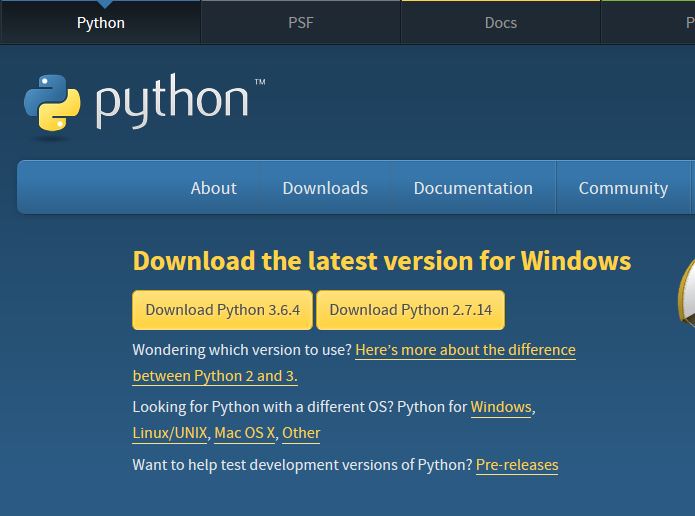 Python PSF Docs P
python™
About Downloads Documentation Community
Download the latest version for Windows
Download Python 3.6.4 Download Python 2.7.14
Wondering which version to use? Here's more about the difference
between Python 2 and 3.
Looking for Python with a different OS? Python for Windows,
Linux/UNIX, Mac OS X, Other
Want to help test development versions of Python? Pre-releases